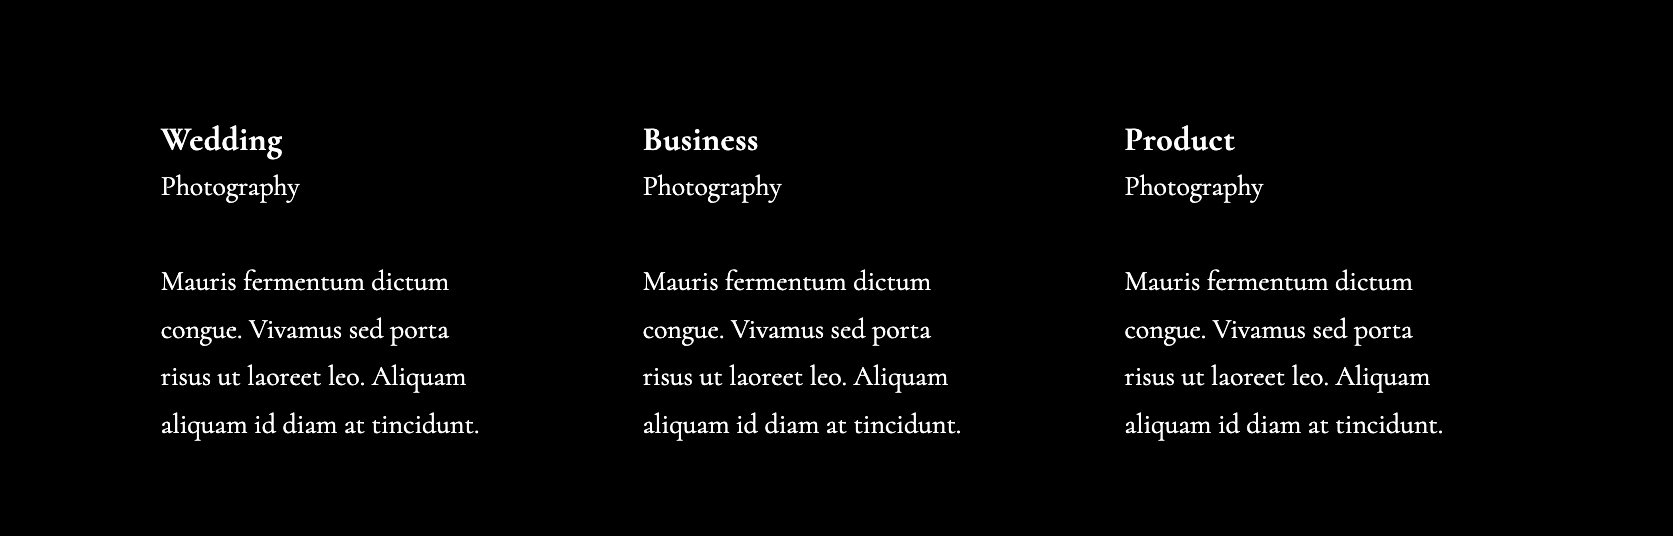 Wedding
Photography
Mauris fermentum dictum
congue. Vivamus sed porta
risus ut laoreet leo. Aliquam
aliquam id diam at tincidunt.
Business
Photography
Mauris fermentum dictum
congue. Vivamus sed porta
risus ut laoreet leo. Aliquam
aliquam id diam at tincidunt.
Product
Photography
Mauris fermentum dictum
congue. Vivamus sed porta
risus ut laoreet leo. Aliquam
aliquam id diam at tincidunt.